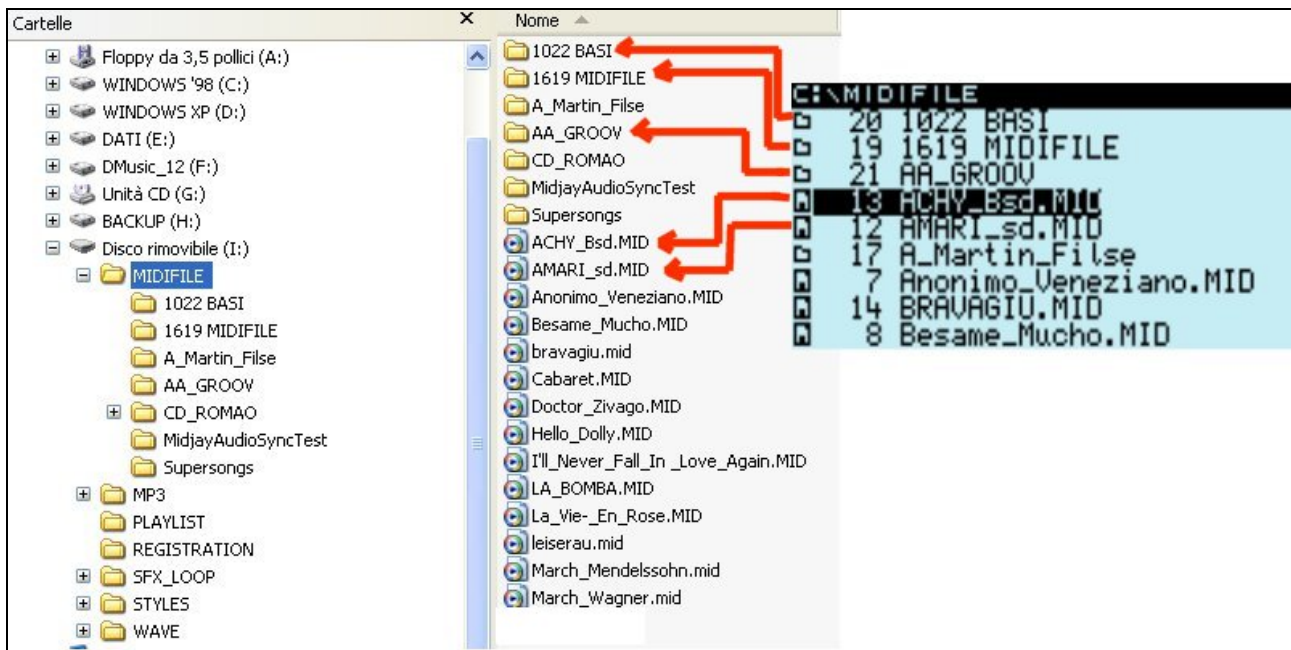 Cartelle
Floppy da 3,5 pollici (A:)
WINDOWS '98 (C:)
WINDOWS XP (D:)
DATI (E:)
DMusic_12 (F:)
Unità CD (G:)
BACKUP (H:)
Disco rimovibile (I:)
MIDIFILE
1022 BASI
1619 MIDIFILE
A_Martin_Filse
AA_GROOV
CD_ROMAO
MidjayAudioSyncTest
Supersongs
MP3
PLAYLIST
REGISTRATION
SFX_LOOP
STYLES
WAVE
Nome
1022 BASI
1619 MIDIFILE
A_Martin_Filse
AA_GROOV
CD_ROMAO
MidjayAudioSyncTest
Supersongs
ACHY_Bsd.MID
AMARI_sd.MID
Anonimo_Veneziano.MID
Besame_Mucho.MID
bravagiu.mid
Cabaret.MID
Doctor_Zivago.MID
Hello_Dolly.MID
I'll_Never_Fall_In _Love_Again.MID
LA_BOMBA.MID
La_Vie-_En_Rose.MID
leiserau.mid
March_Mendelssohn.mid
March_Wagner.mid
C:\MIDIFILE
20 1022 BASI
19 1619 MIDIFILE
21 AA_GROOV
13 ACHY_Bsd.MID
12 AMARI_sd.MID
17 A_Martin_Filse
7 Anonimo_Veneziano.MID
14 BRAVAGIU.MID
8 Besame_Mucho.MID